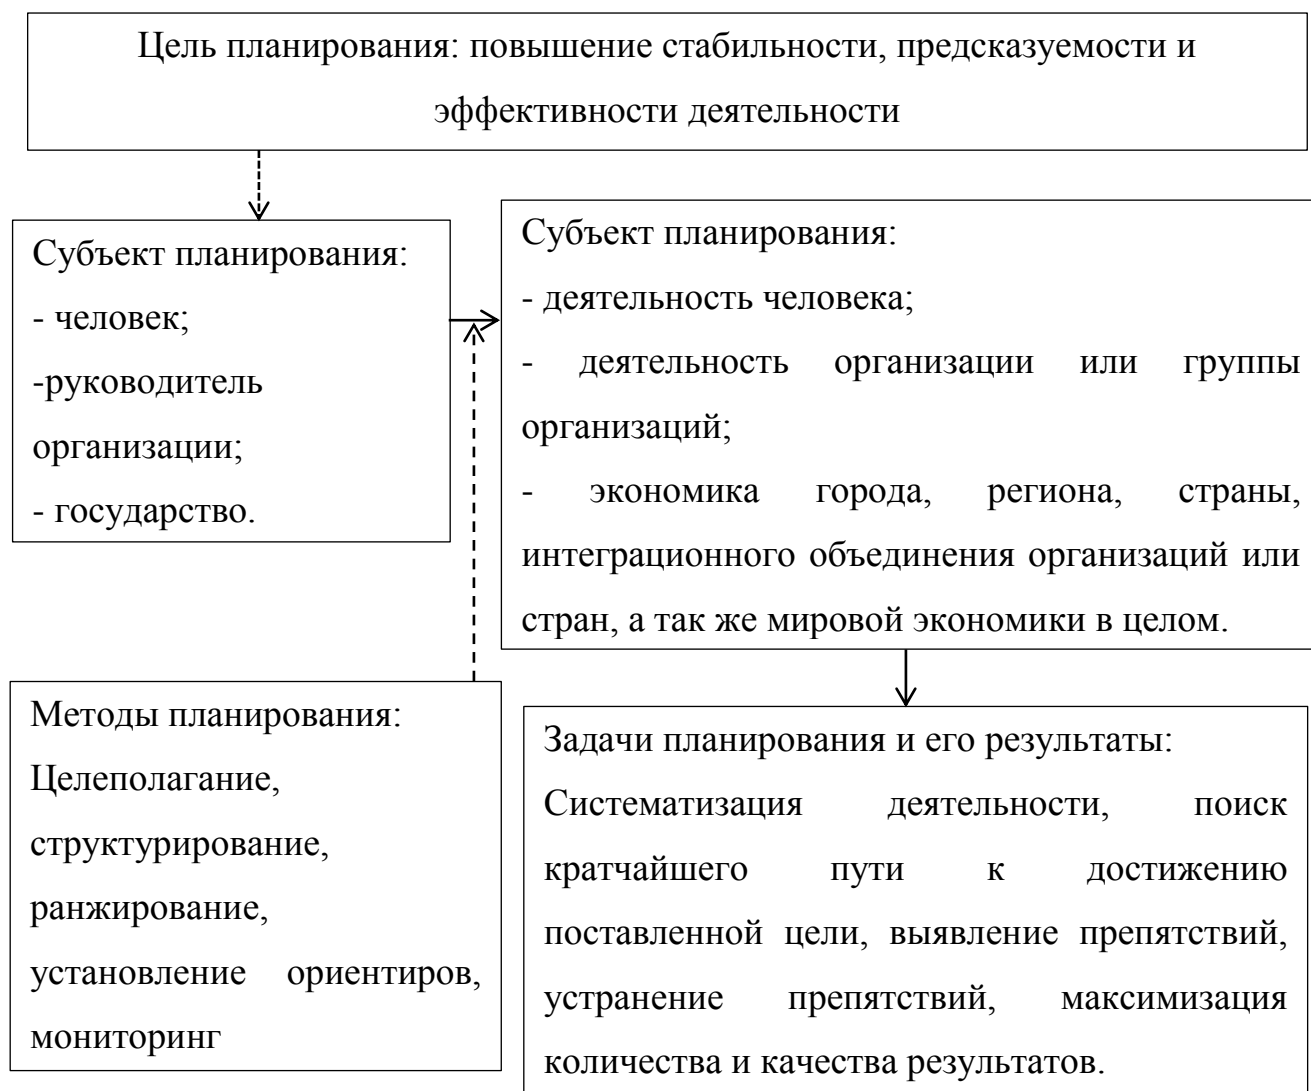 Цель планирования: повышение стабильности, предсказуемости и
эффективности деятельности
Субъект планирования:
- человек;
-руководитель
организации;
- государство.
Субъект планирования:
- деятельность человека;
- деятельность организации или группы
организаций;
- экономика города, региона, страны,
интеграционного объединения организаций или
стран, а так же мировой экономики в целом.
Методы планирования:
Целеполагание,
структурирование,
ранжирование,
установление ориентиров,
мониторинг
Задачи планирования и его результаты:
Систематизация деятельности, поиск
кратчайшего пути к достижению
поставленной цели, выявление препятствий,
устранение препятствий, максимизация
количества и качества результатов.